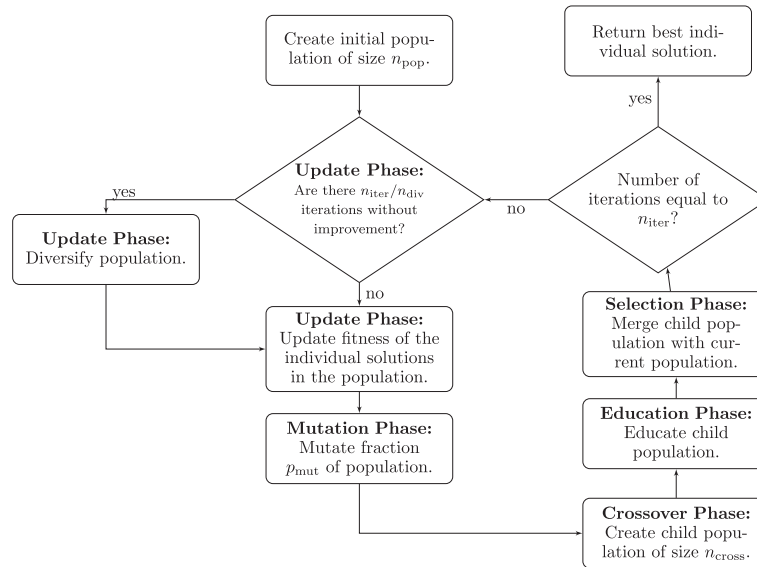 Create initial popu-
lation of size n_pop.
Return best indi-
vidual solution.
yes
Update Phase:
Are there n_iter/n_div
iterations without
improvement?
Number of
iterations equal to
n_iter?
yes
no
Update Phase:
Diversify population.
no
Update Phase:
Update fitness of the
individual solutions
in the population.
Selection Phase:
Merge child pop-
ulation with cur-
rent population.
Mutation Phase:
Mutate fraction
p_mut of population.
Education Phase:
Educate child
population.
Crossover Phase:
Create child popu-
lation of size n_cross.